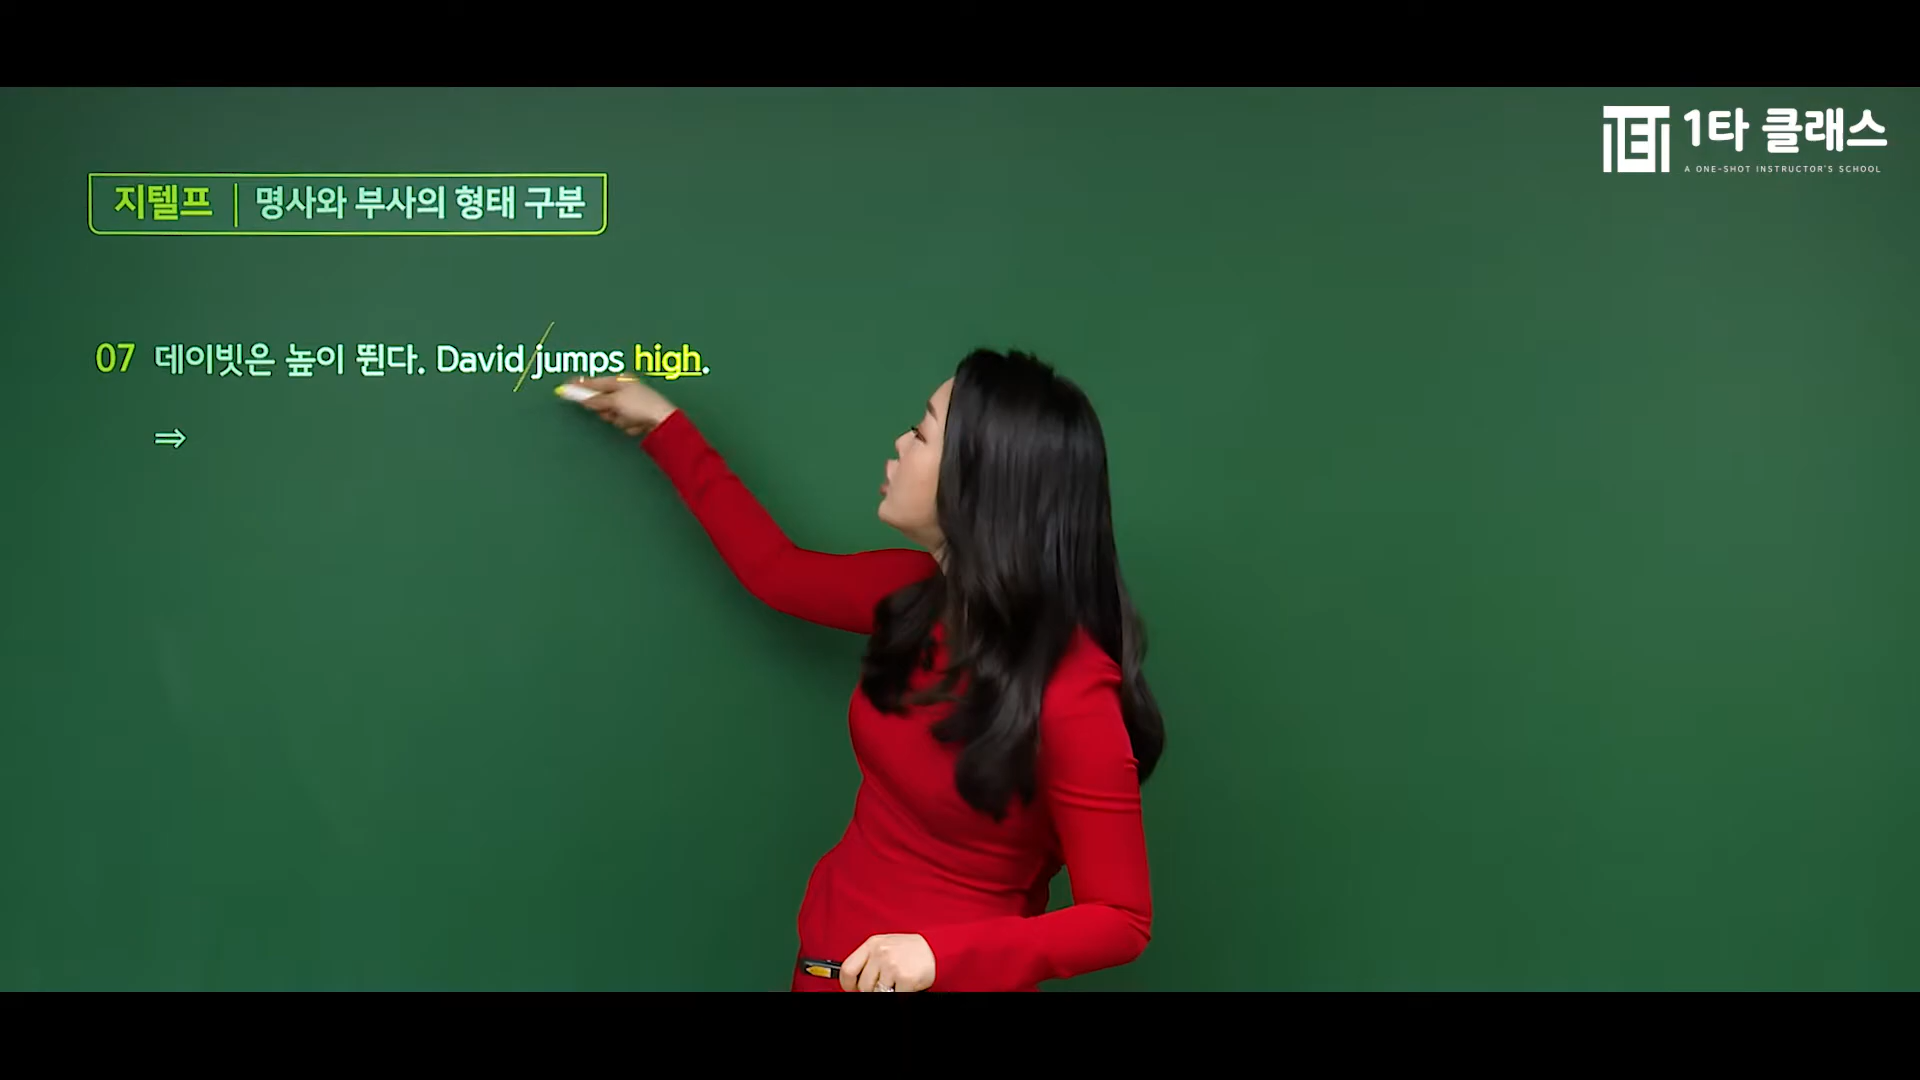 1타 클래스
A ONE-SHOT INSTRUCTOR'S SCHOOL
지텔프 | 명사와 부사의 형태 구분
07 데이빗은 높이 뛴다. David / jumps high.
⇒